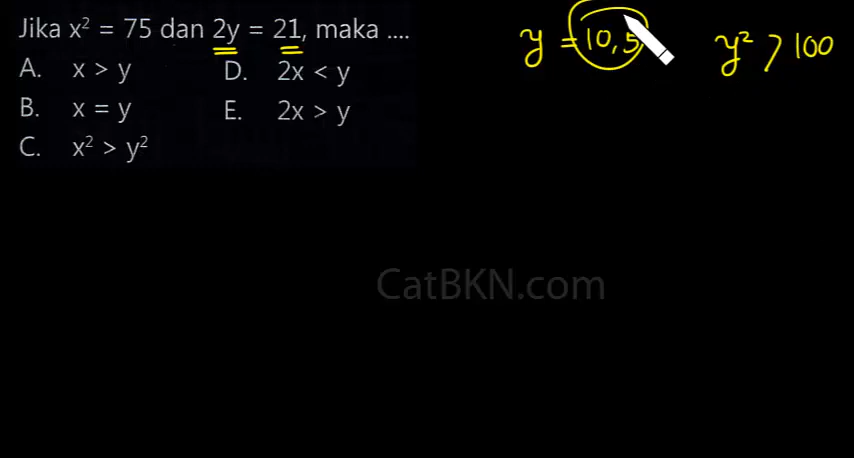 Jika x² = 75 dan 2y = 21, maka ....
A. x > y
B. x = y
C. x² > y²
D. 2x < y
E. 2x > y
y = 10,5
y² > 100
CatBKN.com